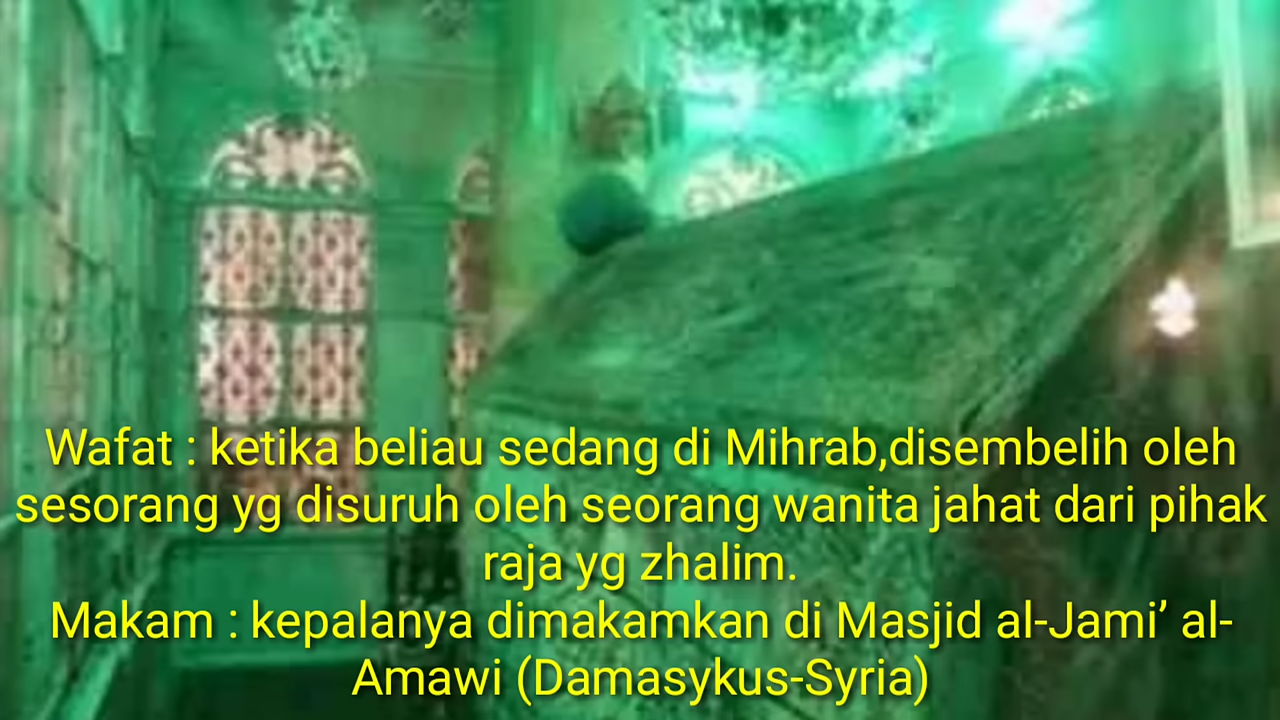 Wafat : ketika beliau sedang di Mihrab,disembelih oleh
sesorang yg disuruh oleh seorang wanita jahat dari pihak
raja yg zhalim.
Makam : kepalanya dimakamkan di Masjid al-Jami’ al-
Amawi (Damasykus-Syria)